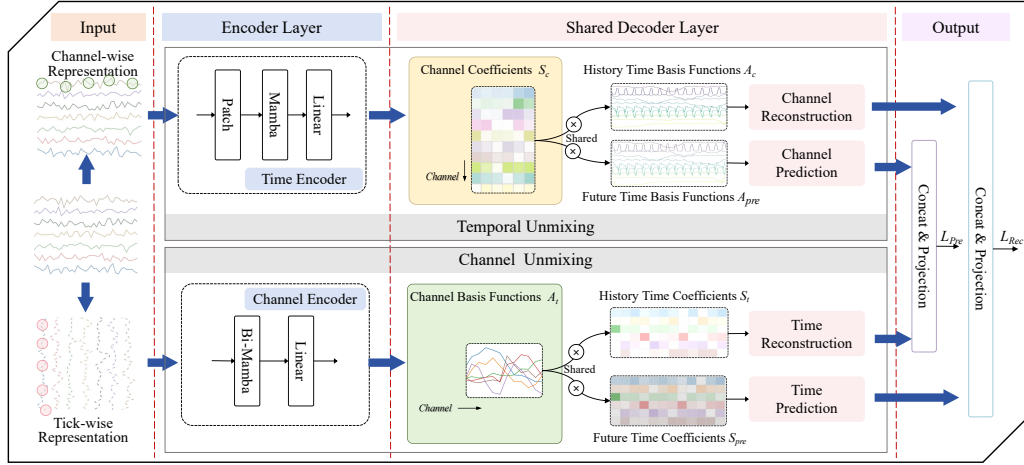 Input
Encoder Layer
Shared Decoder Layer
Output
Channel-wise
Representation
Patch
Mamba
Linear
Time Encoder
Channel Coefficients S_c
Channel
Shared
History Time Basis Functions A_c
Future Time Basis Functions A_pre
Channel
Reconstruction
Channel
Prediction
Temporal Unmixing
Channel Unmixing
Channel Encoder
Bi-Mamba
Linear
Channel Basis Functions A_t
Channel
Shared
History Time Coefficients S_t
Future Time Coefficients S_pre
Time
Reconstruction
Time
Prediction
Tick-wise
Representation
Concat & Projection
L_Pre
Concat & Projection
L_Rec